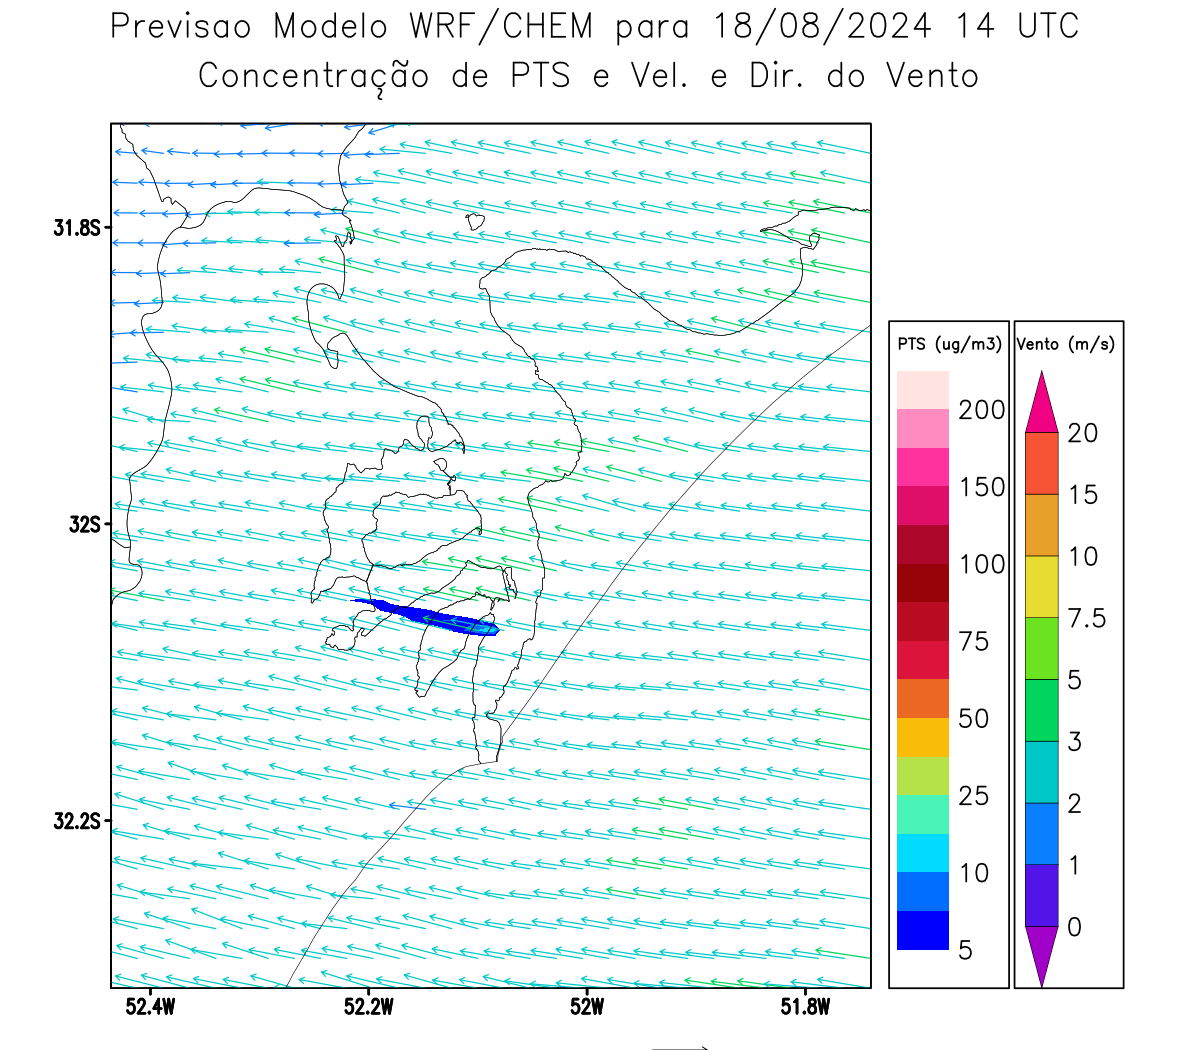 Previsao Modelo WRF/CHEM para 18/08/2024 14 UTC
Concentração de PTS e Vel. e Dir. do Vento
31.8S
32S
32.2S
52.4W
52.2W
52W
51.8W
PTS (ug/m3)
200
150
100
75
50
25
10
5
Vento (m/s)
20
15
10
7.5
5
3
2
1
0